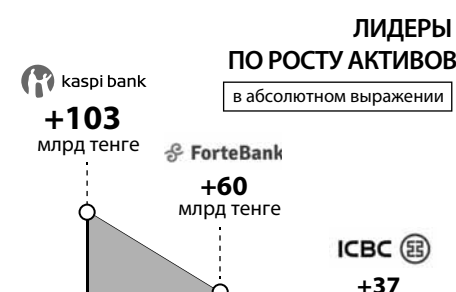 ЛИДЕРЫ
ПО РОСТУ АКТИВОВ
в абсолютном выражении
kaspi bank
+103
млрд тенге
ForteBank
+60
млрд тенге
ICBC
+37